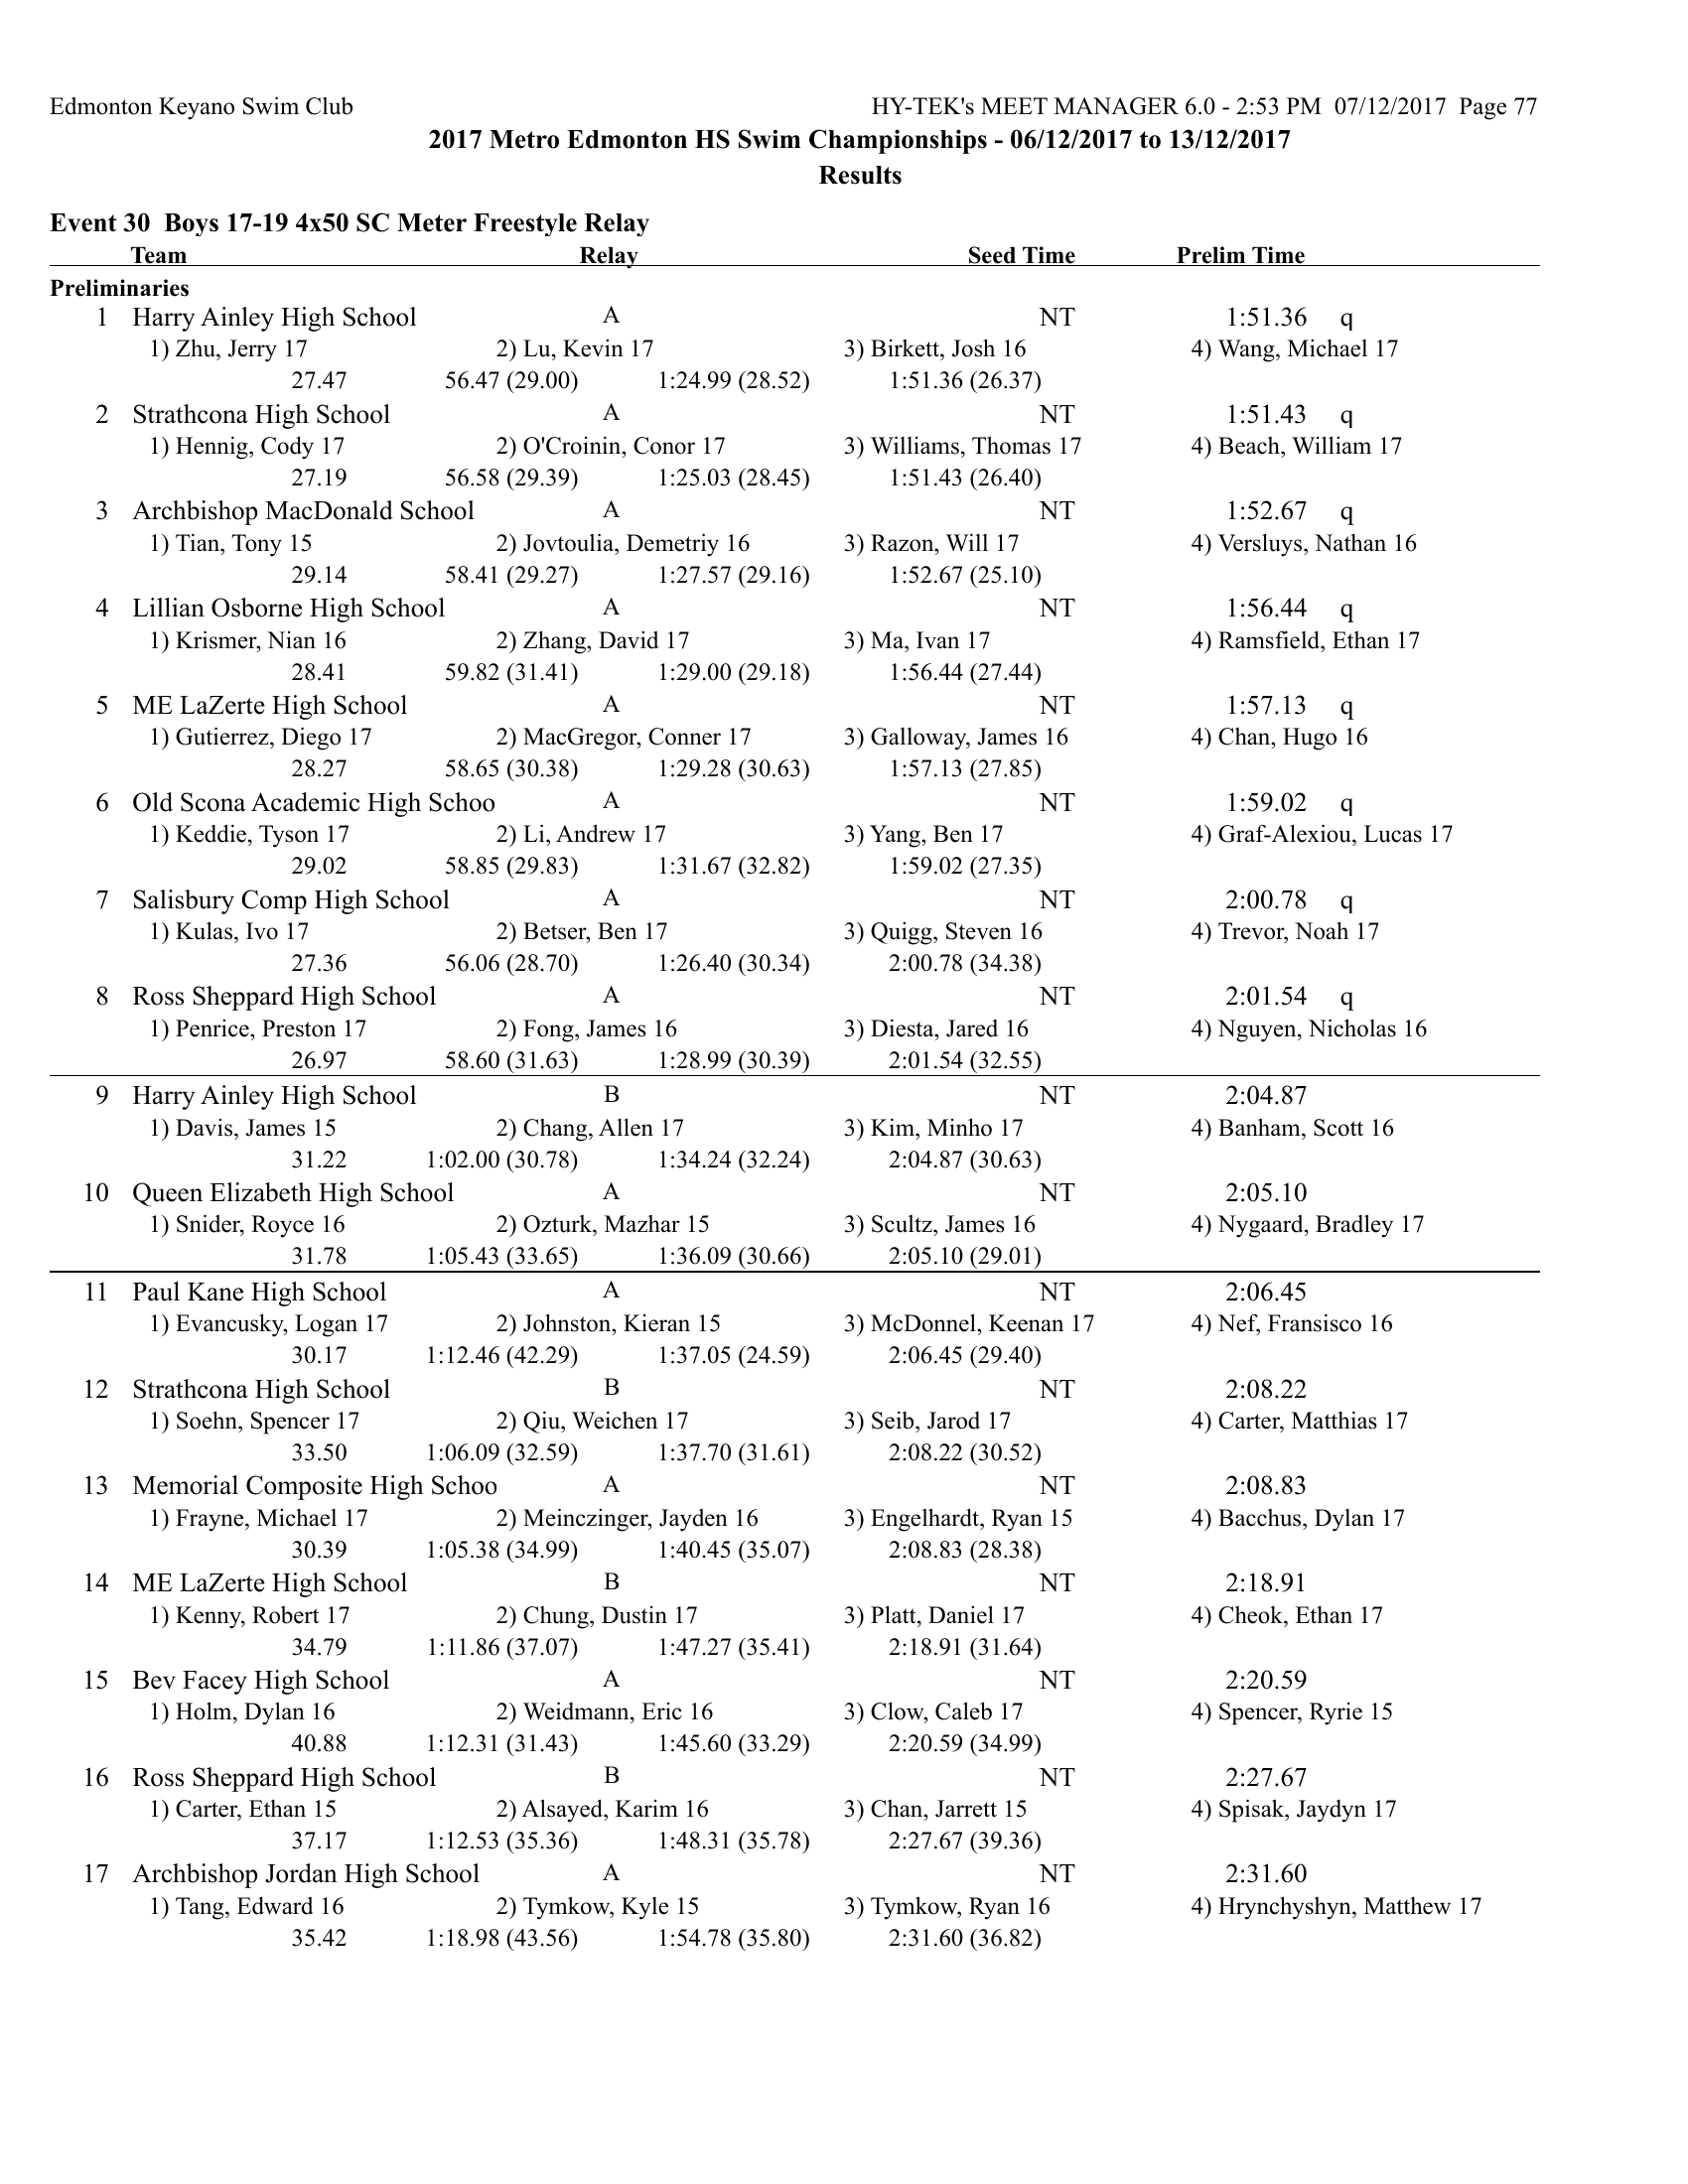 Edmonton Keyano Swim Club HY-TEK's MEET MANAGER 6.0 - 2:53 PM 07/12/2017 Page 77
2017 Metro Edmonton HS Swim Championships - 06/12/2017 to 13/12/2017
Results
Event 30 Boys 17-19 4x50 SC Meter Freestyle Relay
Team Relay Seed Time Prelim Time
Preliminaries
1 Harry Ainley High School A NT 1:51.36 q
1) Zhu, Jerry 17 2) Lu, Kevin 17 3) Birkett, Josh 16 4) Wang, Michael 17
27.47 56.47 (29.00) 1:24.99 (28.52) 1:51.36 (26.37)
2 Strathcona High School A NT 1:51.43 q
1) Hennig, Cody 17 2) O'Croinin, Conor 17 3) Williams, Thomas 17 4) Beach, William 17
27.19 56.58 (29.39) 1:25.03 (28.45) 1:51.43 (26.40)
3 Archbishop MacDonald School A NT 1:52.67 q
1) Tian, Tony 15 2) Jovtoulia, Demetriy 16 3) Razon, Will 17 4) Versluys, Nathan 16
29.14 58.41 (29.27) 1:27.57 (29.16) 1:52.67 (25.10)
4 Lillian Osborne High School A NT 1:56.44 q
1) Krismer, Nian 16 2) Zhang, David 17 3) Ma, Ivan 17 4) Ramsfield, Ethan 17
28.41 59.82 (31.41) 1:29.00 (29.18) 1:56.44 (27.44)
5 ME LaZerte High School A NT 1:57.13 q
1) Gutierrez, Diego 17 2) MacGregor, Conner 17 3) Galloway, James 16 4) Chan, Hugo 16
28.27 58.65 (30.38) 1:29.28 (30.63) 1:57.13 (27.85)
6 Old Scona Academic High Schoo A NT 1:59.02 q
1) Keddie, Tyson 17 2) Li, Andrew 17 3) Yang, Ben 17 4) Graf-Alexiou, Lucas 17
29.02 58.85 (29.83) 1:31.67 (32.82) 1:59.02 (27.35)
7 Salisbury Comp High School A NT 2:00.78 q
1) Kulas, Ivo 17 2) Betser, Ben 17 3) Quigg, Steven 16 4) Trevor, Noah 17
27.36 56.06 (28.70) 1:26.40 (30.34) 2:00.78 (34.38)
8 Ross Sheppard High School A NT 2:01.54 q
1) Penrice, Preston 17 2) Fong, James 16 3) Diesta, Jared 16 4) Nguyen, Nicholas 16
26.97 58.60 (31.63) 1:28.99 (30.39) 2:01.54 (32.55)
9 Harry Ainley High School B NT 2:04.87
1) Davis, James 15 2) Chang, Allen 17 3) Kim, Minho 17 4) Banham, Scott 16
31.22 1:02.00 (30.78) 1:34.24 (32.24) 2:04.87 (30.63)
10 Queen Elizabeth High School A NT 2:05.10
1) Snider, Royce 16 2) Ozturk, Mazhar 15 3) Scultz, James 16 4) Nygaard, Bradley 17
31.78 1:05.43 (33.65) 1:36.09 (30.66) 2:05.10 (29.01)
11 Paul Kane High School A NT 2:06.45
1) Evancusky, Logan 17 2) Johnston, Kieran 15 3) McDonnel, Keenan 17 4) Nef, Fransisco 16
30.17 1:12.46 (42.29) 1:37.05 (24.59) 2:06.45 (29.40)
12 Strathcona High School B NT 2:08.22
1) Soehn, Spencer 17 2) Qiu, Weichen 17 3) Seib, Jarod 17 4) Carter, Matthias 17
33.50 1:06.09 (32.59) 1:37.70 (31.61) 2:08.22 (30.52)
13 Memorial Composite High Schoo A NT 2:08.83
1) Frayne, Michael 17 2) Meinczinger, Jayden 16 3) Engelhardt, Ryan 15 4) Bacchus, Dylan 17
30.39 1:05.38 (34.99) 1:40.45 (35.07) 2:08.83 (28.38)
14 ME LaZerte High School B NT 2:18.91
1) Kenny, Robert 17 2) Chung, Dustin 17 3) Platt, Daniel 17 4) Cheok, Ethan 17
34.79 1:11.86 (37.07) 1:47.27 (35.41) 2:18.91 (31.64)
15 Bev Facey High School A NT 2:20.59
1) Holm, Dylan 16 2) Weidmann, Eric 16 3) Clow, Caleb 17 4) Spencer, Ryrie 15
40.88 1:12.31 (31.43) 1:45.60 (33.29) 2:20.59 (34.99)
16 Ross Sheppard High School B NT 2:27.67
1) Carter, Ethan 15 2) Alsayed, Karim 16 3) Chan, Jarrett 15 4) Spisak, Jaydyn 17
37.17 1:12.53 (35.36) 1:48.31 (35.78) 2:27.67 (39.36)
17 Archbishop Jordan High School A NT 2:31.60
1) Tang, Edward 16 2) Tymkow, Kyle 15 3) Tymkow, Ryan 16 4) Hrynchyshyn, Matthew 17
35.42 1:18.98 (43.56) 1:54.78 (35.80) 2:31.60 (36.82)